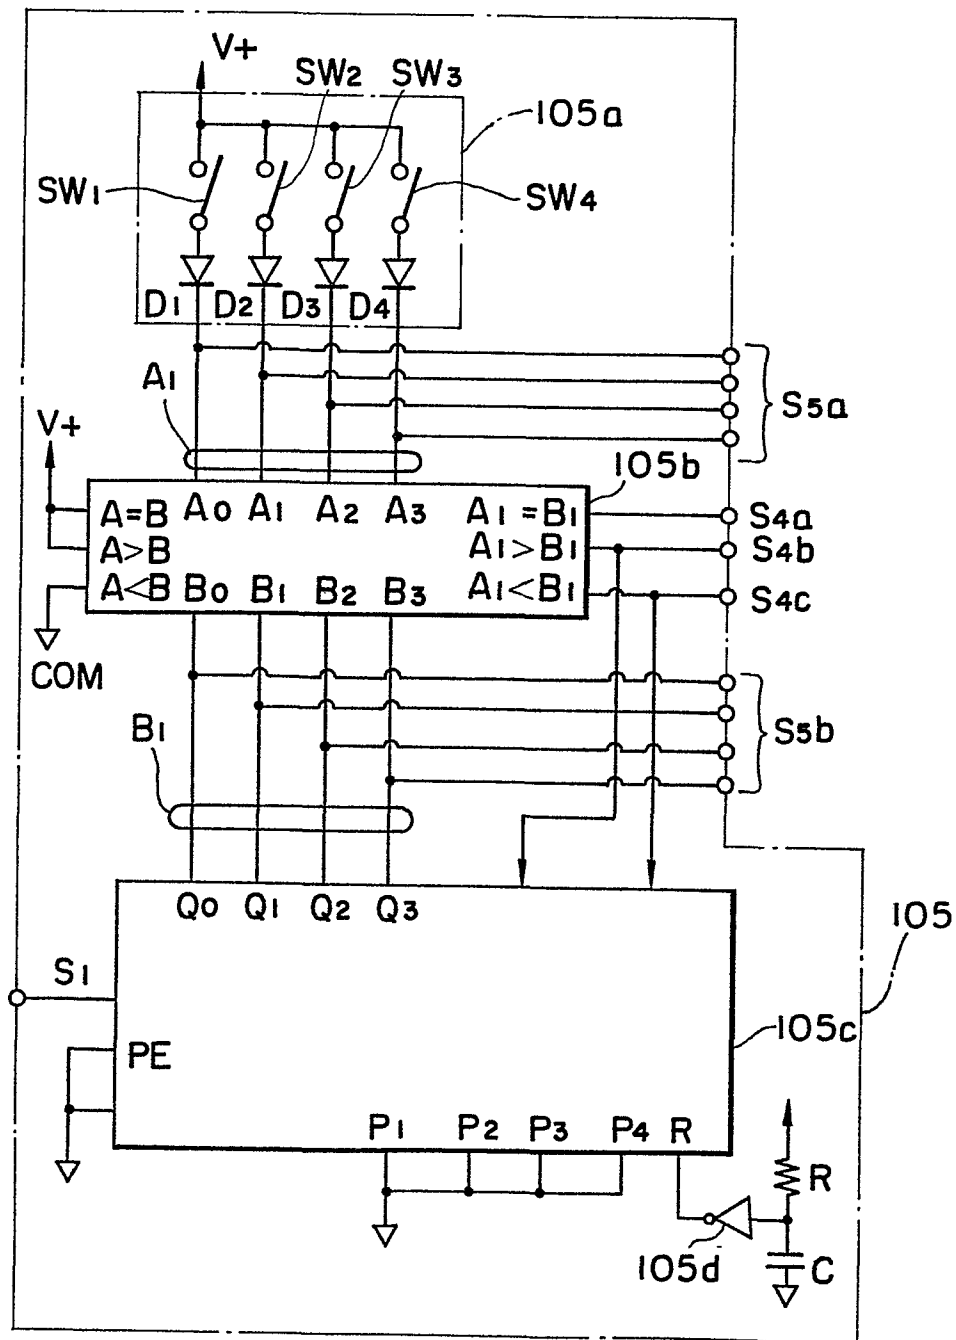 V+
SW2 SW3
105a
SW1
SW4
D1 D2 D3 D4
A1
S5a
V+
105b
A=B A0 A1 A2 A3 A1=B1
S4a
A>B A1>B1
S4b
A<B B0 B1 B2 B3 A1<B1
S4c
COM
B1
S5b
Q0 Q1 Q2 Q3
105
S1
105c
PE
P1 P2 P3 P4 R
R
105d
C